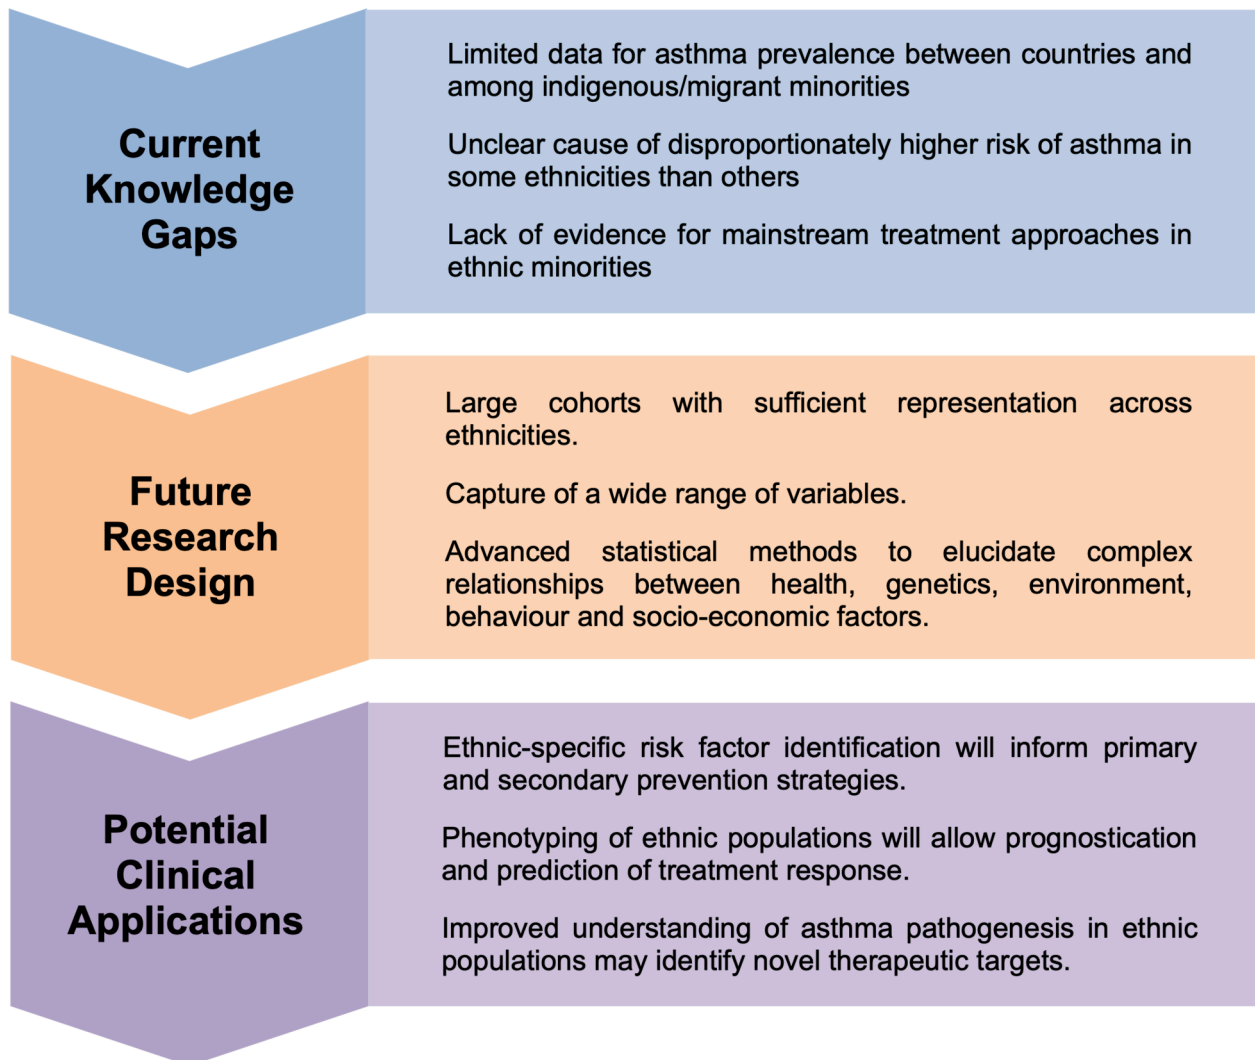 Current
Knowledge
Gaps
Limited data for asthma prevalence between countries and
among indigenous/migrant minorities
Unclear cause of disproportionately higher risk of asthma in
some ethnicities than others
Lack of evidence for mainstream treatment approaches in
ethnic minorities
Future
Research
Design
Large cohorts with sufficient representation across
ethnicities.
Capture of a wide range of variables.
Advanced statistical methods to elucidate complex
relationships between health, genetics, environment,
behaviour and socio-economic factors.
Potential
Clinical
Applications
Ethnic-specific risk factor identification will inform primary
and secondary prevention strategies.
Phenotyping of ethnic populations will allow prognostication
and prediction of treatment response.
Improved understanding of asthma pathogenesis in ethnic
populations may identify novel therapeutic targets.